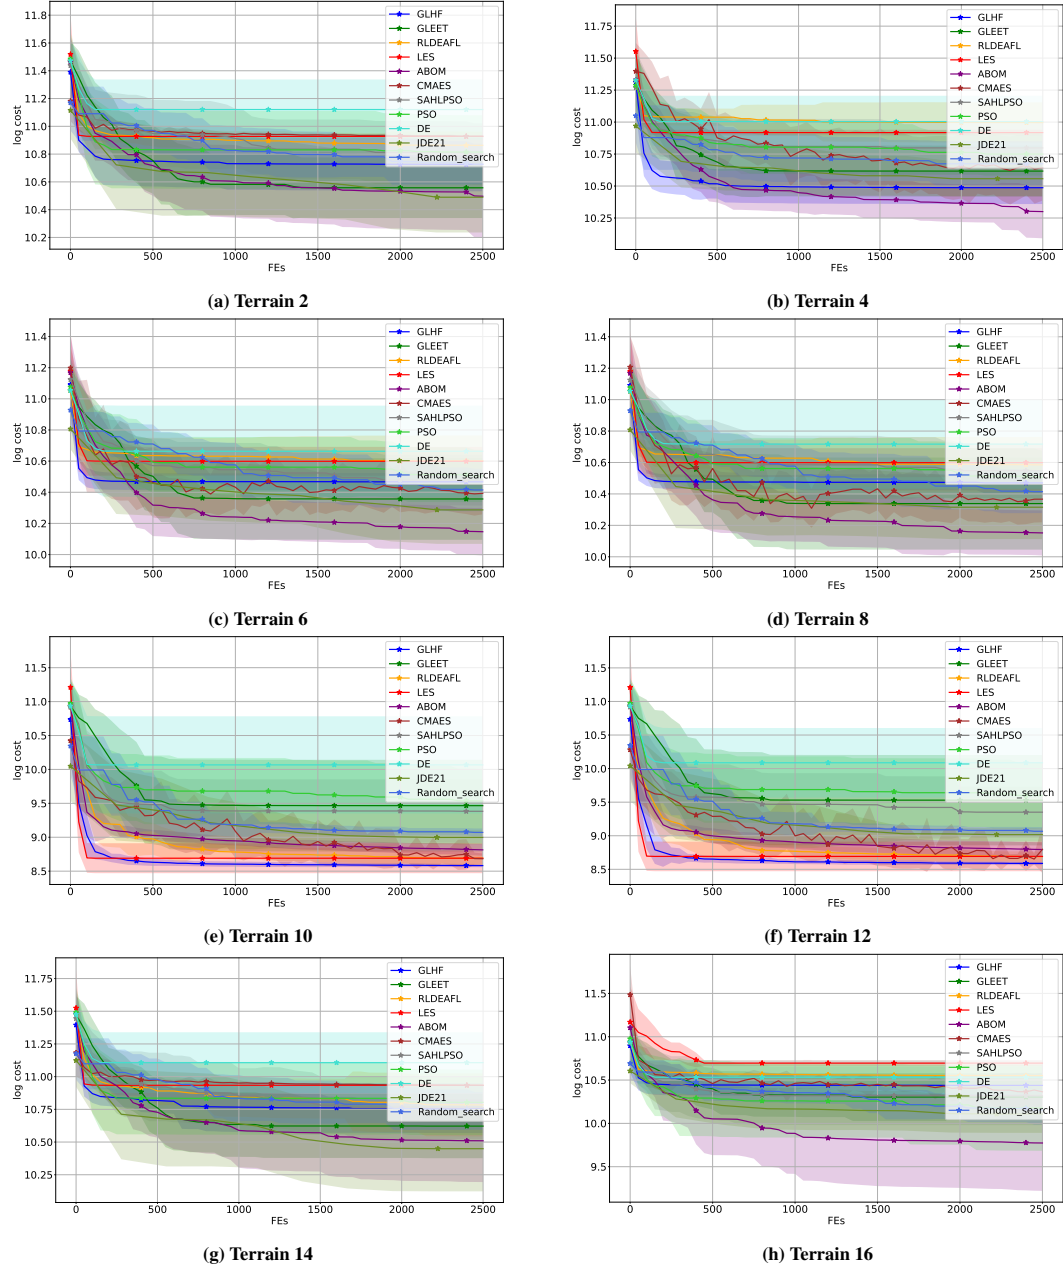 11.8
11.6
11.4
11.2
11.0
10.8
10.6
10.4
10.2
log cost
0
500
1000
1500
2000
2500
FEs
GLHF
GLEET
RLDEAFL
LES
ABOM
CMAES
SAHLPSO
PSO
DE
JDE21
Random_search
(a) Terrain 2
11.75
11.50
11.25
11.00
10.75
10.50
10.25
log cost
0
500
1000
1500
2000
2500
FEs
GLHF
GLEET
RLDEAFL
LES
ABOM
CMAES
SAHLPSO
PSO
DE
JDE21
Random_search
(b) Terrain 4
11.4
11.2
11.0
10.8
10.6
10.4
10.2
10.0
log cost
0
500
1000
1500
2000
2500
FEs
GLHF
GLEET
RLDEAFL
LES
ABOM
CMAES
SAHLPSO
PSO
DE
JDE21
Random_search
(c) Terrain 6
11.4
11.2
11.0
10.8
10.6
10.4
10.2
10.0
log cost
0
500
1000
1500
2000
2500
FEs
GLHF
GLEET
RLDEAFL
LES
ABOM
CMAES
SAHLPSO
PSO
DE
JDE21
Random_search
(d) Terrain 8
11.5
11.0
10.5
10.0
9.5
9.0
8.5
log cost
0
500
1000
1500
2000
2500
FEs
GLHF
GLEET
RLDEAFL
LES
ABOM
CMAES
SAHLPSO
PSO
DE
JDE21
Random_search
(e) Terrain 10
11.5
11.0
10.5
10.0
9.5
9.0
8.5
log cost
0
500
1000
1500
2000
2500
FEs
GLHF
GLEET
RLDEAFL
LES
ABOM
CMAES
SAHLPSO
PSO
DE
JDE21
Random_search
(f) Terrain 12
11.75
11.50
11.25
11.00
10.75
10.50
10.25
log cost
0
500
1000
1500
2000
2500
FEs
GLHF
GLEET
RLDEAFL
LES
ABOM
CMAES
SAHLPSO
PSO
DE
JDE21
Random_search
(g) Terrain 14
11.5
11.0
10.5
10.0
9.5
log cost
0
500
1000
1500
2000
2500
FEs
GLHF
GLEET
RLDEAFL
LES
ABOM
CMAES
SAHLPSO
PSO
DE
JDE21
Random_search
(h) Terrain 16